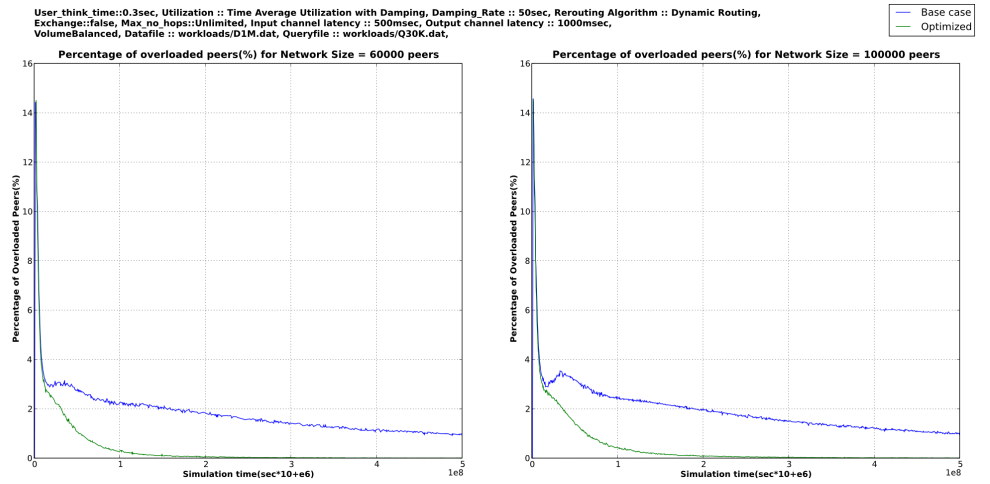 User_think_time::0.3sec, Utilization :: Time Average Utilization with Damping, Damping_Rate :: 50sec, Rerouting Algorithm :: Dynamic Routing,
Exchange::false, Max_no_hops::Unlimited, Input channel latency :: 500msec, Output channel latency :: 1000msec,
VolumeBalanced, Datafile :: workloads/D1M.dat, Queryfile :: workloads/Q30K.dat,
Base case
Optimized
Percentage of overloaded peers(%) for Network Size = 60000 peers
Percentage of Overloaded Peers(%)
16
14
12
10
8
6
4
2
0
0 1 2 3 4 5
1e8
Simulation time(sec*10+e6)
Percentage of overloaded peers(%) for Network Size = 100000 peers
Percentage of Overloaded Peers(%)
16
14
12
10
8
6
4
2
0
0 1 2 3 4 5
1e8
Simulation time(sec*10+e6)